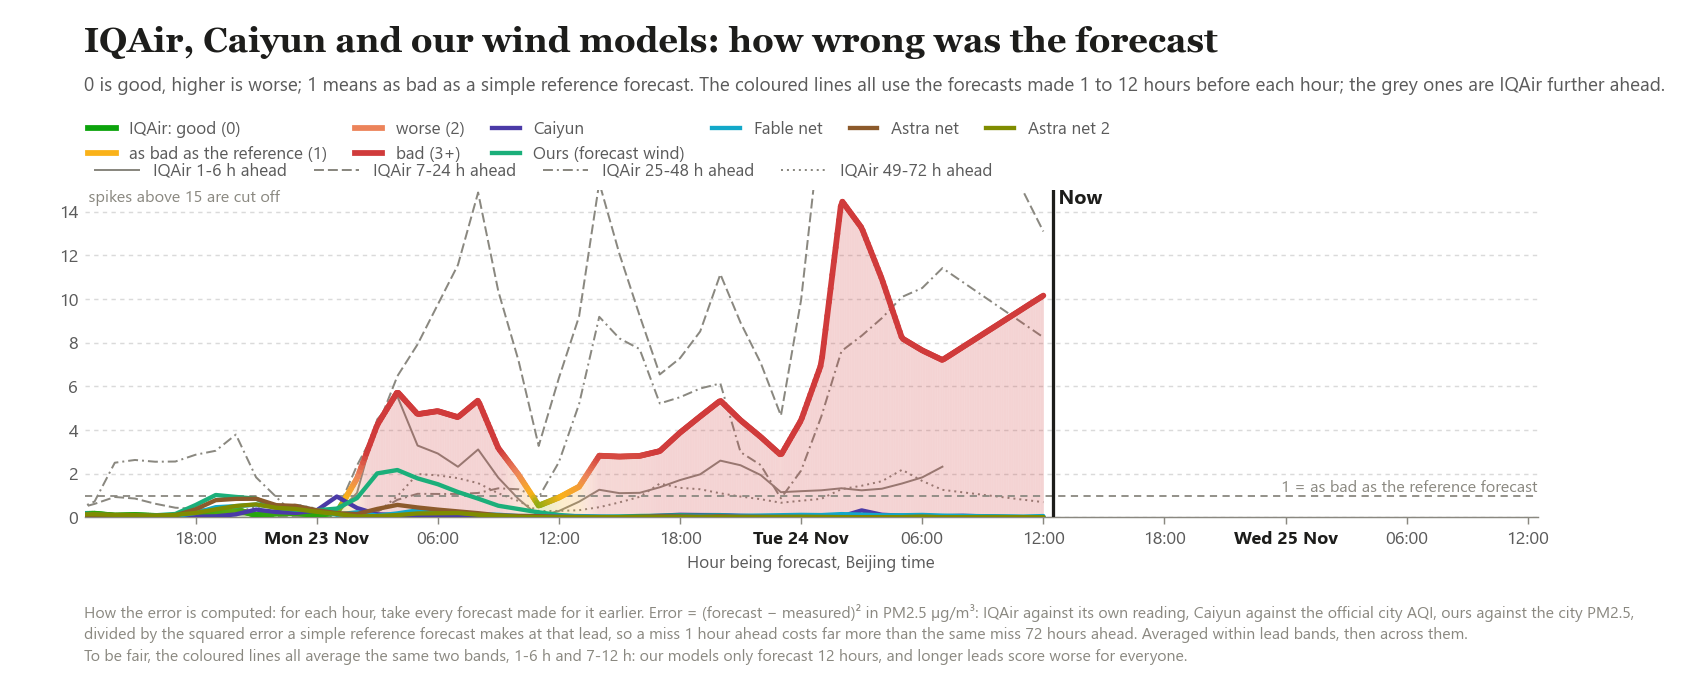 IQAir, Caiyun and our wind models: how wrong was the forecast
0 is good, higher is worse; 1 means as bad as a simple reference forecast. The coloured lines all use the forecasts made 1 to 12 hours before each hour; the grey ones are IQAir further ahead.
IQAir: good (0) worse (2) Caiyun Fable net Astra net Astra net 2
as bad as the reference (1) bad (3+) Ours (forecast wind)
IQAir 1-6 h ahead IQAir 7-24 h ahead IQAir 25-48 h ahead IQAir 49-72 h ahead
spikes above 15 are cut off
Now
14
12
10
8
6
4
2
1 = as bad as the reference forecast
0
18:00 Mon 23 Nov 06:00 12:00 18:00 Tue 24 Nov 06:00 12:00 18:00 Wed 25 Nov 06:00 12:00
Hour being forecast, Beijing time
How the error is computed: for each hour, take every forecast made for it earlier. Error = (forecast − measured)² in PM2.5 µg/m³: IQAir against its own reading, Caiyun against the official city AQI, ours against the city PM2.5,
divided by the squared error a simple reference forecast makes at that lead, so a miss 1 hour ahead costs far more than the same miss 72 hours ahead. Averaged within lead bands, then across them.
To be fair, the coloured lines all average the same two bands, 1-6 h and 7-12 h: our models only forecast 12 hours, and longer leads score worse for everyone.